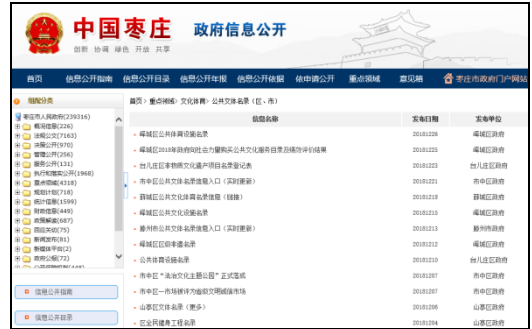 中国枣庄 政府信息公开
创新 协调 绿色 开放 共享
首页 信息公开指南 信息公开目录 信息公开年报 信息公开依据 依申请公开 重点领域 意见箱 枣庄市政府门户网站
组配分类
首页> 重点领域> 文化体育> 公共文体名录（区、市）
枣庄市人民政府(239316)
概况信息(226)
法规公文(7163)
决策公开(970)
管理公开(256)
服务公开(131)
执行和落实公开(1968)
重点领域(4318)
规划计划(718)
统计信息(1599)
财政信息(449)
政策解读(687)
回应关切(75)
新闻发布(81)
新媒体平台(2)
政府公报(72)
信息公开指南
信息公开目录
信息名称 发布日期 发布单位
峄城区公共体育设施名录 20181228 峄城区政府
峄城区2018年政府向社会力量购买公共文化服务目录及绩效评价结果 20181225 峄城区政府
台儿庄区非物质文化遗产项目名录登记表 20181223 台儿庄区政府
市中区公共文体名录信息入口（实时更新） 20181221 市中区政府
薛城区公共文化体育名录信息（链接） 20181219 薛城区政府
峄城区公共文化设施名录 20181213 峄城区政府
滕州市公共文体名录信息入口（实时更新） 20181213 滕州市政府
峄城区区级非遗名录 20181212 峄城区政府
公共体育设施名录 20181210 台儿庄区政府
市中区“法治文化主题公园”正式落成 20181207 市中区政府
市中区一市场被评为省级文明诚信市场 20181207 市中区政府
山亭区文体名录（更多） 20181206 山亭区政府
区全民健身工程名录 20181204 山亭区政府